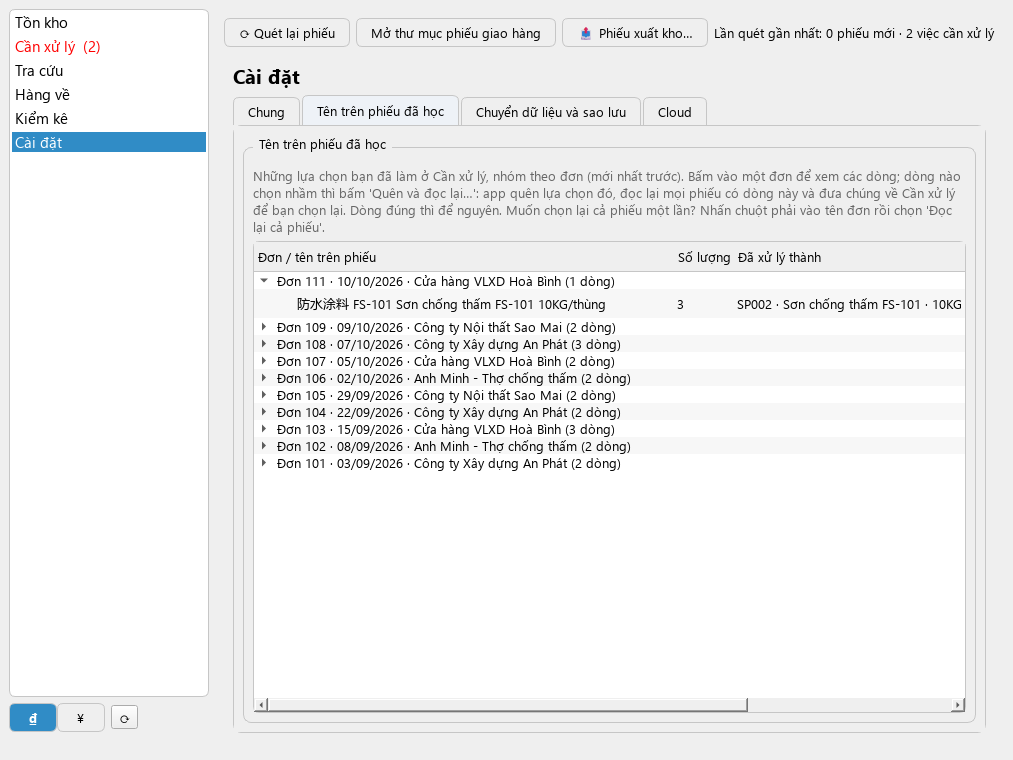 Tồn kho
Cần xử lý (2)
Tra cứu
Hàng về
Kiểm kê
Cài đặt
đ
¥
⟳
⟳ Quét lại phiếu
Mở thư mục phiếu giao hàng
Phiếu xuất kho...
Lần quét gần nhất: 0 phiếu mới · 2 việc cần xử lý
Cài đặt
Chung
Tên trên phiếu đã học
Chuyển dữ liệu và sao lưu
Cloud
Tên trên phiếu đã học
Những lựa chọn bạn đã làm ở Cần xử lý, nhóm theo đơn (mới nhất trước). Bấm vào một đơn để xem các dòng; dòng nào
chọn nhầm thì bấm 'Quên và đọc lại…': app quên lựa chọn đó, đọc lại mọi phiếu có dòng này và đưa chúng về Cần xử lý
để bạn chọn lại. Dòng đúng thì để nguyên. Muốn chọn lại cả phiếu một lần? Nhấn chuột phải vào tên đơn rồi chọn 'Đọc
lại cả phiếu'.
Đơn / tên trên phiếu Số lượng Đã xử lý thành
Đơn 111 · 10/10/2026 · Cửa hàng VLXD Hoà Bình (1 dòng)
防水涂料 FS-101 Sơn chống thấm FS-101 10KG/thùng 3 SP002 · Sơn chống thấm FS-101 · 10KG
Đơn 109 · 09/10/2026 · Công ty Nội thất Sao Mai (2 dòng)
Đơn 108 · 07/10/2026 · Công ty Xây dựng An Phát (3 dòng)
Đơn 107 · 05/10/2026 · Cửa hàng VLXD Hoà Bình (2 dòng)
Đơn 106 · 02/10/2026 · Anh Minh - Thợ chống thấm (2 dòng)
Đơn 105 · 29/09/2026 · Công ty Nội thất Sao Mai (2 dòng)
Đơn 104 · 22/09/2026 · Công ty Xây dựng An Phát (2 dòng)
Đơn 103 · 15/09/2026 · Cửa hàng VLXD Hoà Bình (3 dòng)
Đơn 102 · 08/09/2026 · Anh Minh - Thợ chống thấm (2 dòng)
Đơn 101 · 03/09/2026 · Công ty Xây dựng An Phát (2 dòng)